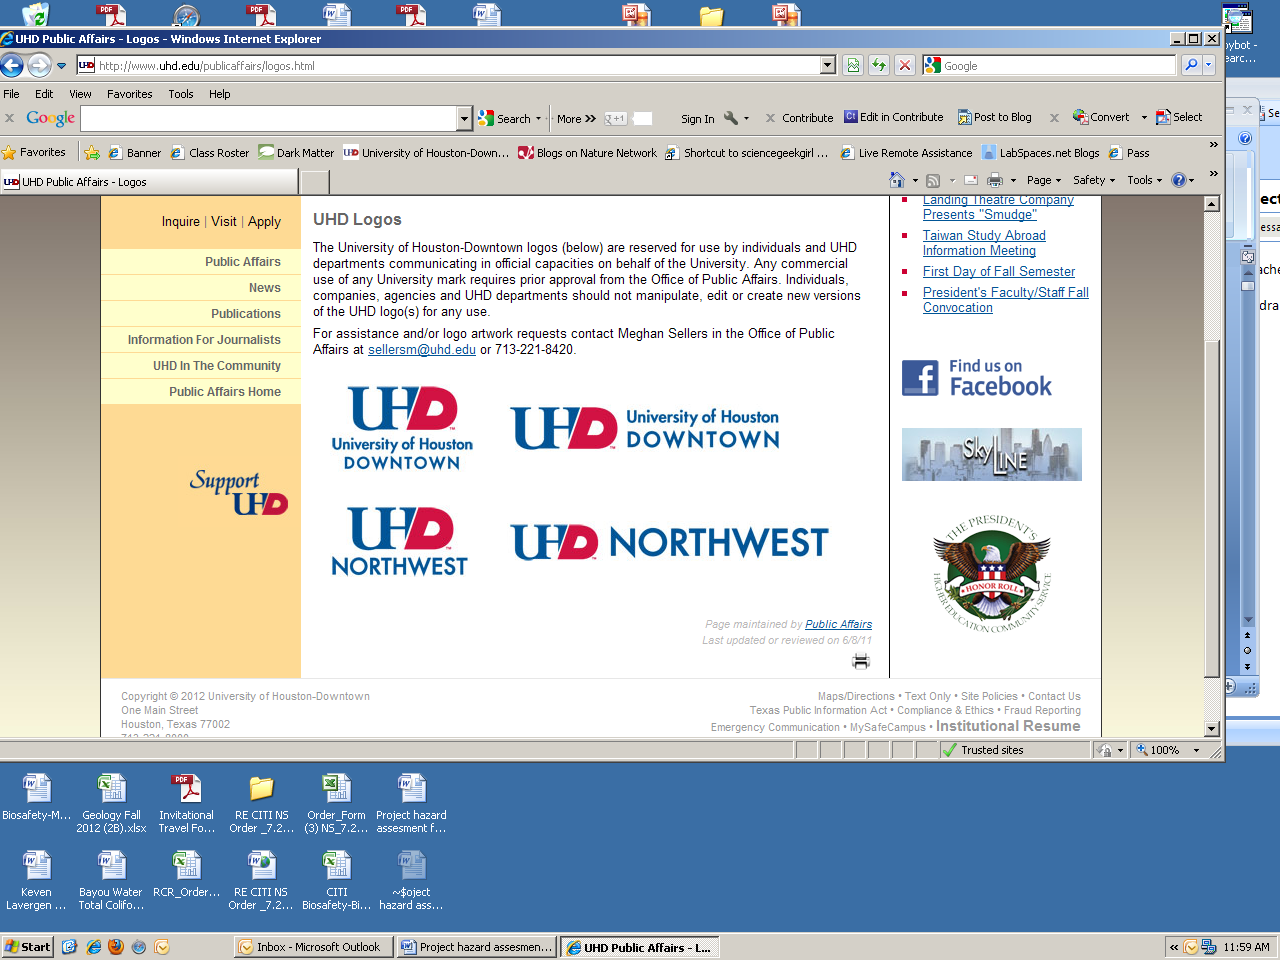 UHD Public Affairs - Logos - Windows Internet Explorer
http://www.uhd.edu/publicaffairs/logos.html
Google
File Edit View Favorites Tools Help
Google
Search
More >>
+1
Sign In
Contribute
Edit in Contribute
Post to Blog
Convert
Select
Favorites
Banner
Class Roster
Dark Matter
University of Houston-Down...
Blogs on Nature Network
Shortcut to sciencegeekgirl ...
Live Remote Assistance
LabSpaces.net Blogs
Pass
UHD Public Affairs - Logos
Page
Safety
Tools
Inquire | Visit | Apply
Public Affairs
News
Publications
Information For Journalists
UHD In The Community
Public Affairs Home
Support
UHD
UHD Logos
The University of Houston-Downtown logos (below) are reserved for use by individuals and UHD
departments communicating in official capacities on behalf of the University. Any commercial
use of any University mark requires prior approval from the Office of Public Affairs. Individuals,
companies, agencies and UHD departments should not manipulate, edit or create new versions
of the UHD logo(s) for any use.
For assistance and/or logo artwork requests contact Meghan Sellers in the Office of Public
Affairs at sellersm@uhd.edu or 713-221-8420.
UHD
University of Houston
DOWNTOWN
UHD University of Houston
DOWNTOWN
UHD
NORTHWEST
UHD NORTHWEST
Page maintained by Public Affairs
Last updated or reviewed on 6/8/11
Landing Theatre Company
Presents "Smudge"
Taiwan Study Abroad
Information Meeting
First Day of Fall Semester
President's Faculty/Staff Fall
Convocation
Find us on
Facebook
SkyLINE
THE PRESIDENT'S
HONOR ROLL
HIGHER EDUCATION COMMUNITY SERVICE
Copyright © 2012 University of Houston-Downtown
One Main Street
Houston, Texas 77002
Maps/Directions • Text Only • Site Policies • Contact Us
Texas Public Information Act • Compliance & Ethics • Fraud Reporting
Emergency Communication • MySafeCampus • Institutional Resume
Trusted sites
100%
Biosafety-M...
Geology Fall
2012 (2B).xlsx
Invitational
Travel Fo...
RE CITI NS
Order _7.2...
Order_Form
(3) NS_7.2...
Project hazard
assesment f...
Keven
Lavergen ...
Bayou Water
Total Colifo...
RCR_Order...
RE CITI NS
Order _7.2...
CITI
Biosafety-Bi...
~$oject
hazard ass...
Start
Inbox - Microsoft Outlook
Project hazard assesmen...
UHD Public Affairs - L...
11:59 AM